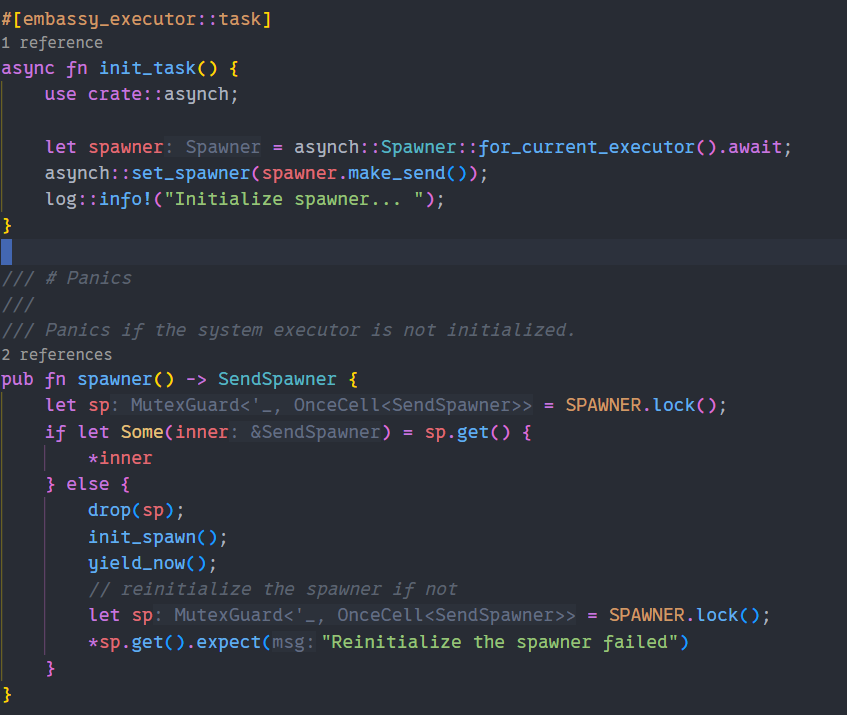 #[embassy_executor::task]
1 reference
async fn init_task() {
    use crate::asynch;
    let spawner: Spawner = asynch::Spawner::for_current_executor().await;
    asynch::set_spawner(spawner.make_send());
    log::info!("Initialize spawner... ");
}
/// # Panics
///
/// Panics if the system executor is not initialized.
2 references
pub fn spawner() -> SendSpawner {
    let sp: MutexGuard<'_, OnceCell<SendSpawner>> = SPAWNER.lock();
    if let Some(inner: &SendSpawner) = sp.get() {
        *inner
    } else {
        drop(sp);
        init_spawn();
        yield_now();
        // reinitialize the spawner if not
        let sp: MutexGuard<'_, OnceCell<SendSpawner>> = SPAWNER.lock();
        *sp.get().expect(msg: "Reinitialize the spawner failed")
    }
}